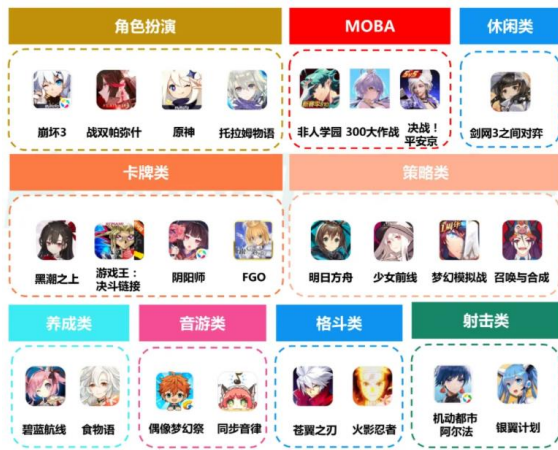 角色扮演
MOBA
休闲类
崩坏3
战双帕弥什
原神
托拉姆物语
非人学园
300大作战
决战！
平安京
剑网3之间对弈
卡牌类
策略类
黑潮之上
游戏王：
决斗链接
阴阳师
FGO
明日方舟
少女前线
梦幻模拟战
召唤与合成
养成类
音游类
格斗类
射击类
碧蓝航线
食物语
偶像梦幻祭
同步音律
苍翼之刃
火影忍者
机动都市
阿尔法
银翼计划